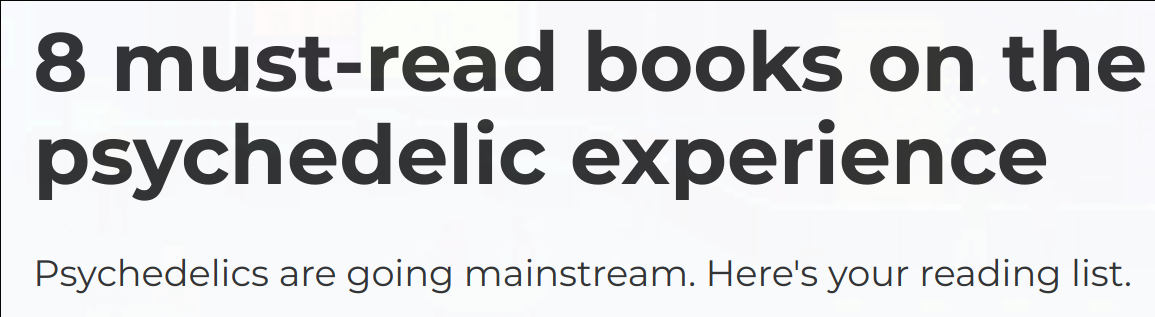 8 must-read books on the
psychedelic experience
Psychedelics are going mainstream. Here's your reading list.